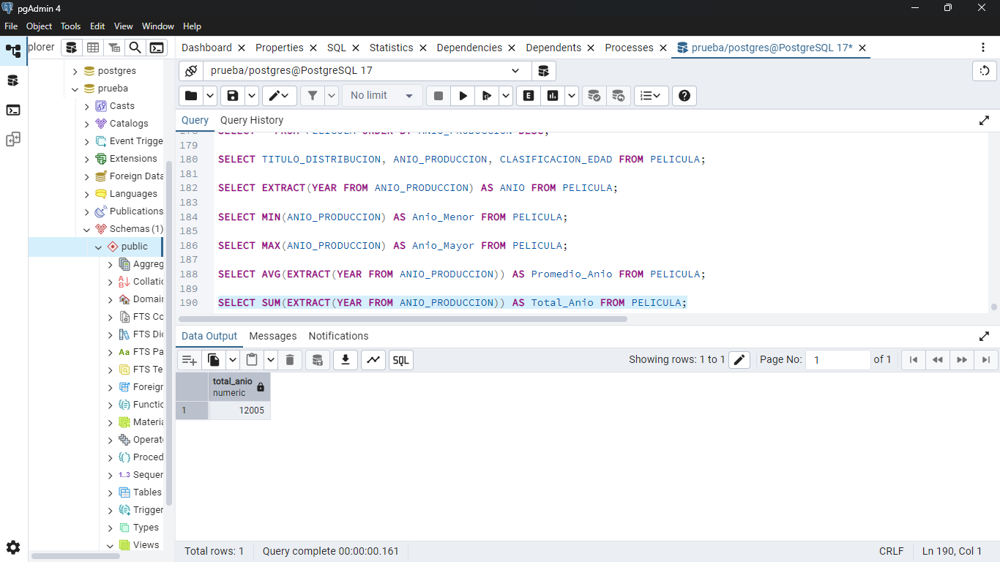 pgAdmin 4
File Object Tools Edit View Window Help
plorer
Dashboard Properties SQL Statistics Dependencies Dependents Processes prueba/postgres@PostgreSQL 17*
prueba/postgres@PostgreSQL 17
No limit
E
Query Query History
postgres
prueba
Casts
Catalogs
Event Trigge
Extensions
Foreign Data
Languages
Publications
Schemas (1)
public
Aggreg
Collatic
Domain
FTS Co
FTS Dic
Aa FTS Pa
FTS Te
Foreign
Functic
Materia
Operat
Proced
1..3 Sequer
Tables
Trigger
Types
Views
179
180 SELECT TITULO_DISTRIBUCION, ANIO_PRODUCCION, CLASIFICACION_EDAD FROM PELICULA;
181
182 SELECT EXTRACT(YEAR FROM ANIO_PRODUCCION) AS ANIO FROM PELICULA;
183
184 SELECT MIN(ANIO_PRODUCCION) AS Anio_Menor FROM PELICULA;
185
186 SELECT MAX(ANIO_PRODUCCION) AS Anio_Mayor FROM PELICULA;
187
188 SELECT AVG(EXTRACT(YEAR FROM ANIO_PRODUCCION)) AS Promedio_Anio FROM PELICULA;
189
190 SELECT SUM(EXTRACT(YEAR FROM ANIO_PRODUCCION)) AS Total_Anio FROM PELICULA;
Data Output Messages Notifications
SQL Showing rows: 1 to 1 Page No: 1 of 1
total_anio
numeric
1 12005
Total rows: 1 Query complete 00:00:00.161 CRLF Ln 190, Col 1